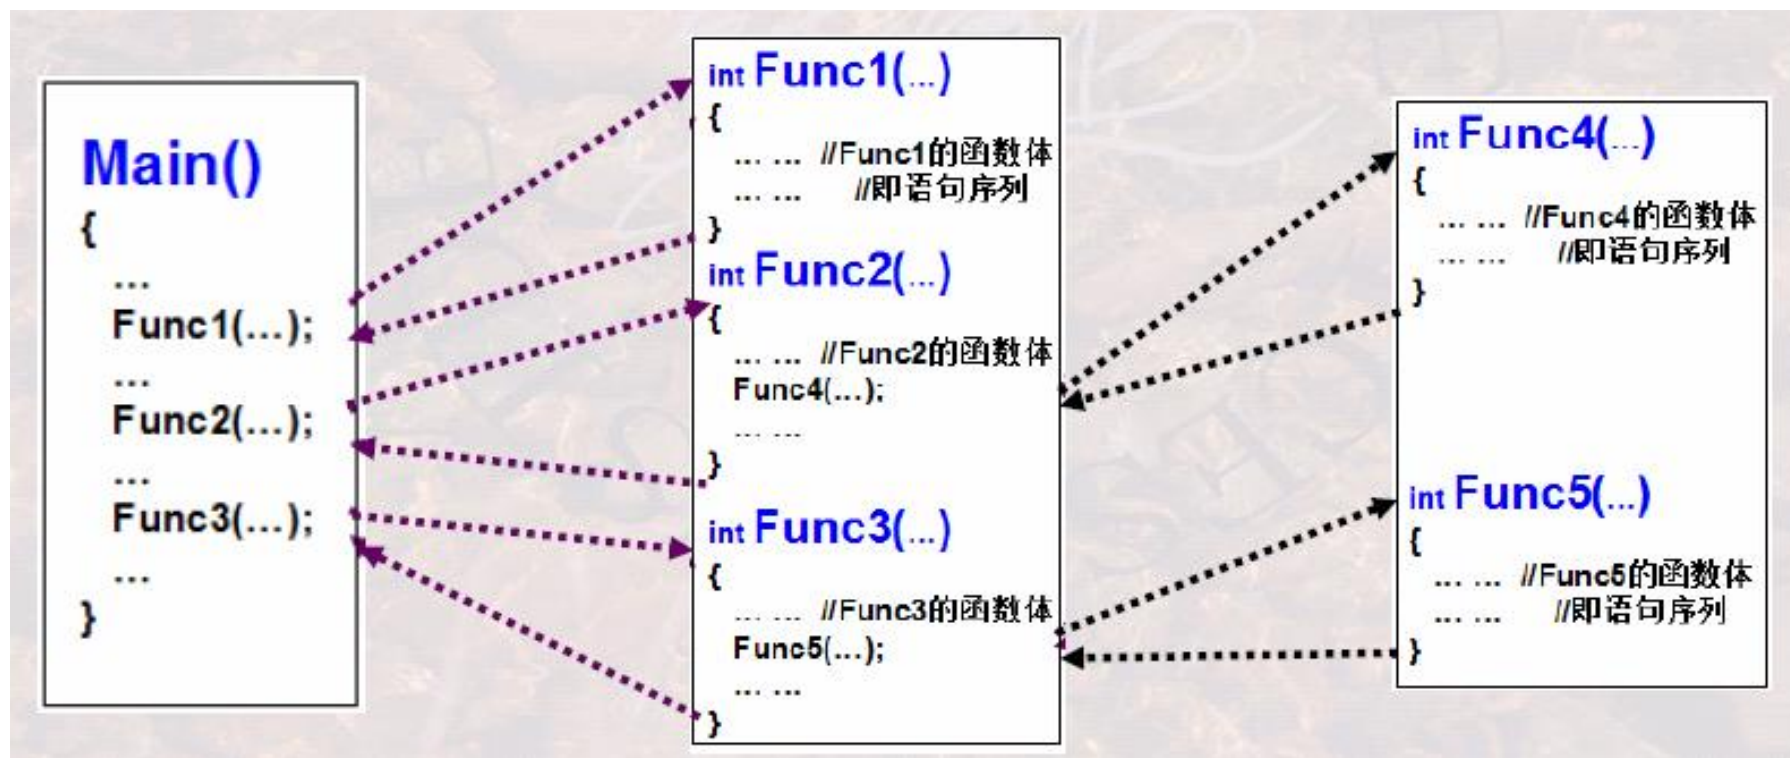 Main()
{
...
Func1(...);
...
Func2(...);
...
Func3(...);
...
}
int Func1(...)
{
... ... //Func1的函数体
... ... //即语句序列
}
int Func2(...)
{
... ... //Func2的函数体
Func4(...);
... ...
}
int Func3(...)
{
... ... //Func3的函数体
Func5(...);
... ...
}
int Func4(...)
{
... ... //Func4的函数体
... ... //即语句序列
}
int Func5(...)
{
... ... //Func5的函数体
... ... //即语句序列
}